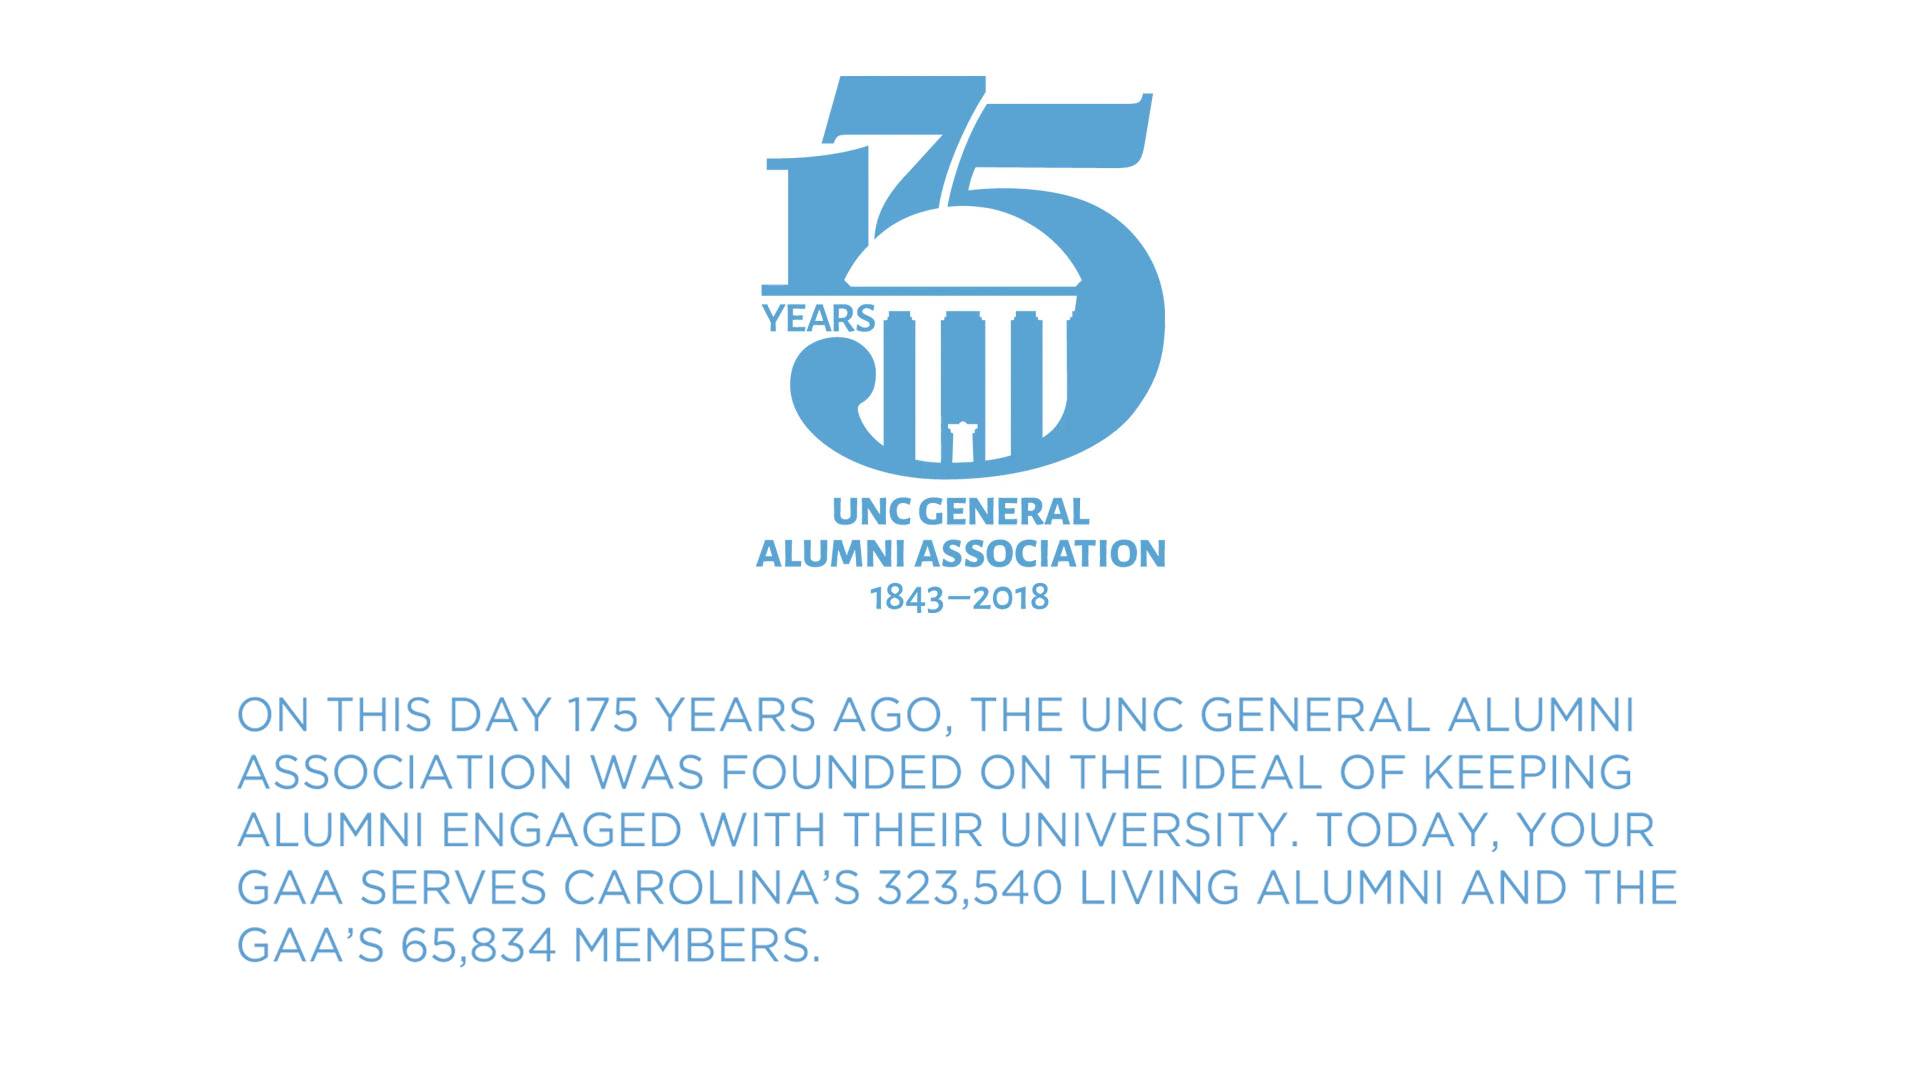 175
YEARS
UNC GENERAL
ALUMNI ASSOCIATION
1843–2018
ON THIS DAY 175 YEARS AGO, THE UNC GENERAL ALUMNI
ASSOCIATION WAS FOUNDED ON THE IDEAL OF KEEPING
ALUMNI ENGAGED WITH THEIR UNIVERSITY. TODAY, YOUR
GAA SERVES CAROLINA’S 323,540 LIVING ALUMNI AND THE
GAA’S 65,834 MEMBERS.